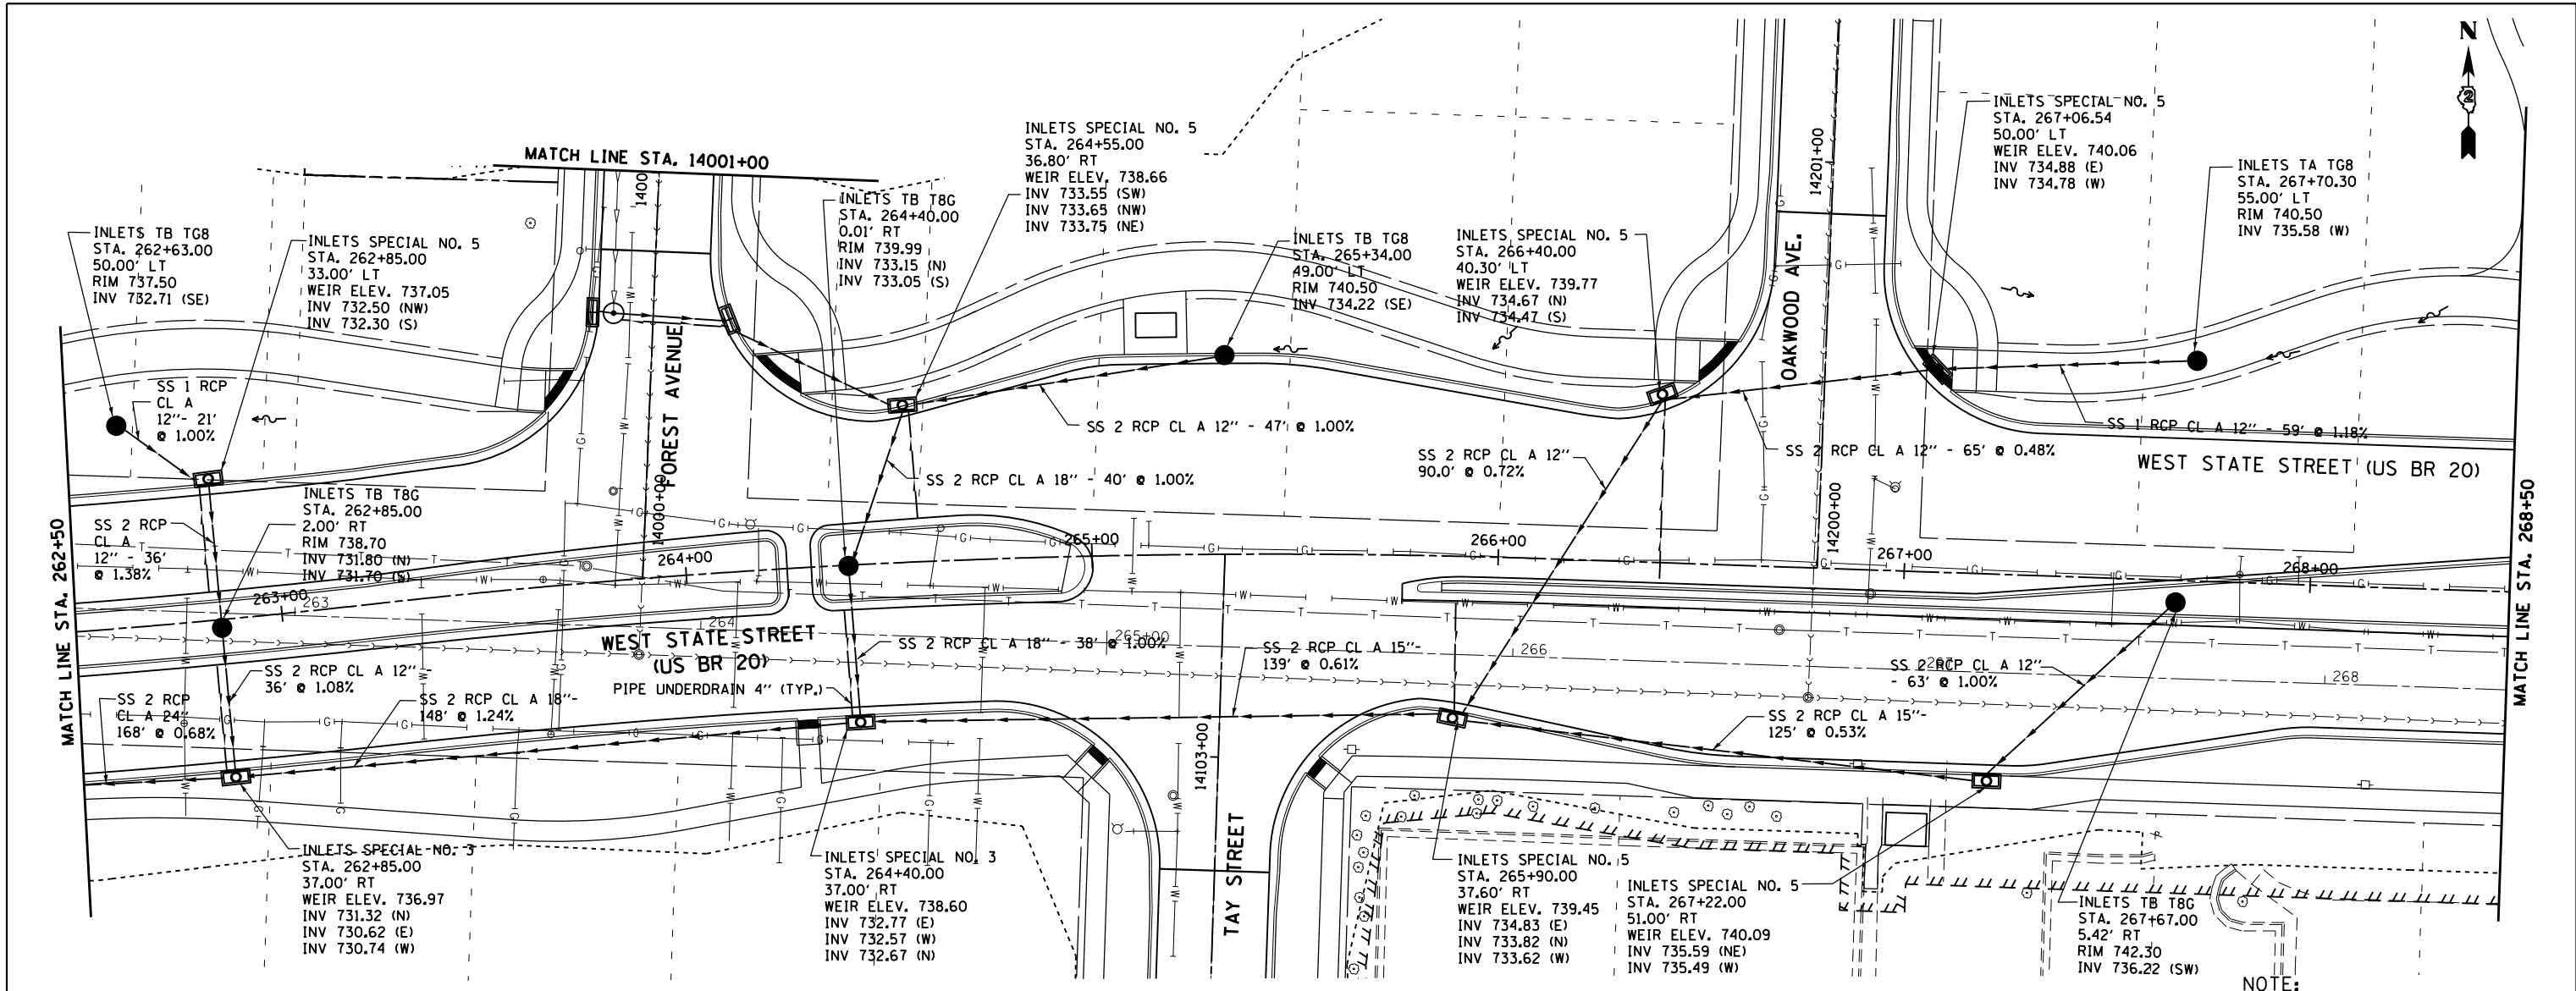 N
2
MATCH LINE STA. 14001+00
INLETS TB TG8
STA. 262+63.00
50.00' LT
RIM 737.50
INV 732.71 (SE)
INLETS SPECIAL NO. 5
STA. 262+85.00
33.00' LT
WEIR ELEV. 737.05
INV 732.50 (NW)
INV 732.30 (S)
INLETS TB T8G
STA. 264+40.00
0.01' RT
RIM 739.99
INV 733.15 (N)
INV 733.05 (S)
INLETS SPECIAL NO. 5
STA. 264+55.00
36.80' RT
WEIR ELEV. 738.66
INV 733.55 (SW)
INV 733.65 (NW)
INV 733.75 (NE)
INLETS TB TG8
STA. 265+34.00
49.00' LT
RIM 740.50
INV 734.22 (SE)
INLETS SPECIAL NO. 5
STA. 266+40.00
40.30' LT
WEIR ELEV. 739.77
INV 734.67 (N)
INV 734.47 (S)
INLETS SPECIAL NO. 5
STA. 267+06.54
50.00' LT
WEIR ELEV. 740.06
INV 734.88 (E)
INV 734.78 (W)
INLETS TA TG8
STA. 267+70.30
55.00' LT
RIM 740.50
INV 735.58 (W)
1400
14201+00
FOREST AVENUE
OAKWOOD AVE.
SS 1 RCP
CL A
12"- 21'
@ 1.00%
SS 2 RCP CL A 12" - 47' @ 1.00%
SS 2 RCP CL A 18" - 40' @ 1.00%
SS 2 RCP CL A 12"
90.0' @ 0.72%
SS 2 RCP CL A 12" - 65' @ 0.48%
SS 1 RCP CL A 12" - 59' @ 1.18%
WEST STATE STREET (US BR 20)
INLETS TB T8G
STA. 262+85.00
2.00' RT
RIM 738.70
INV 731.80 (N)
INV 731.70 (S)
SS 2 RCP
CL A
12" - 36'
@ 1.38%
14000+00
14200+00
263+00
264+00
265+00
266+00
267+00
268+00
263
264
265+00
266
267
268
MATCH LINE STA. 262+50
MATCH LINE STA. 268+50
WEST STATE STREET
(US BR 20)
PIPE UNDERDRAIN 4" (TYP.)
SS 2 RCP CL A 18" - 38' @ 1.00%
SS 2 RCP CL A 15"-
139' @ 0.61%
SS 2 RCP CL A 12"
- 63' @ 1.00%
SS 2 RCP CL A 12"
36' @ 1.08%
SS 2 RCP CL A 18"-
148' @ 1.24%
SS 2 RCP
CL A 24"
168' @ 0.68%
SS 2 RCP CL A 15"-
125' @ 0.53%
14103+00
TAY STREET
INLETS SPECIAL NO. 3
STA. 262+85.00
37.00' RT
WEIR ELEV. 736.97
INV 731.32 (N)
INV 730.62 (E)
INV 730.74 (W)
INLETS SPECIAL NO. 3
STA. 264+40.00
37.00' RT
WEIR ELEV. 738.60
INV 732.77 (E)
INV 732.57 (W)
INV 732.67 (N)
INLETS SPECIAL NO. 5
STA. 265+90.00
37.60' RT
WEIR ELEV. 739.45
INV 734.83 (E)
INV 733.82 (N)
INV 733.62 (W)
INLETS SPECIAL NO. 5
STA. 267+22.00
51.00' RT
WEIR ELEV. 740.09
INV 735.59 (NE)
INV 735.49 (W)
INLETS TB T8G
STA. 267+67.00
5.42' RT
RIM 742.30
INV 736.22 (SW)
NOTE: